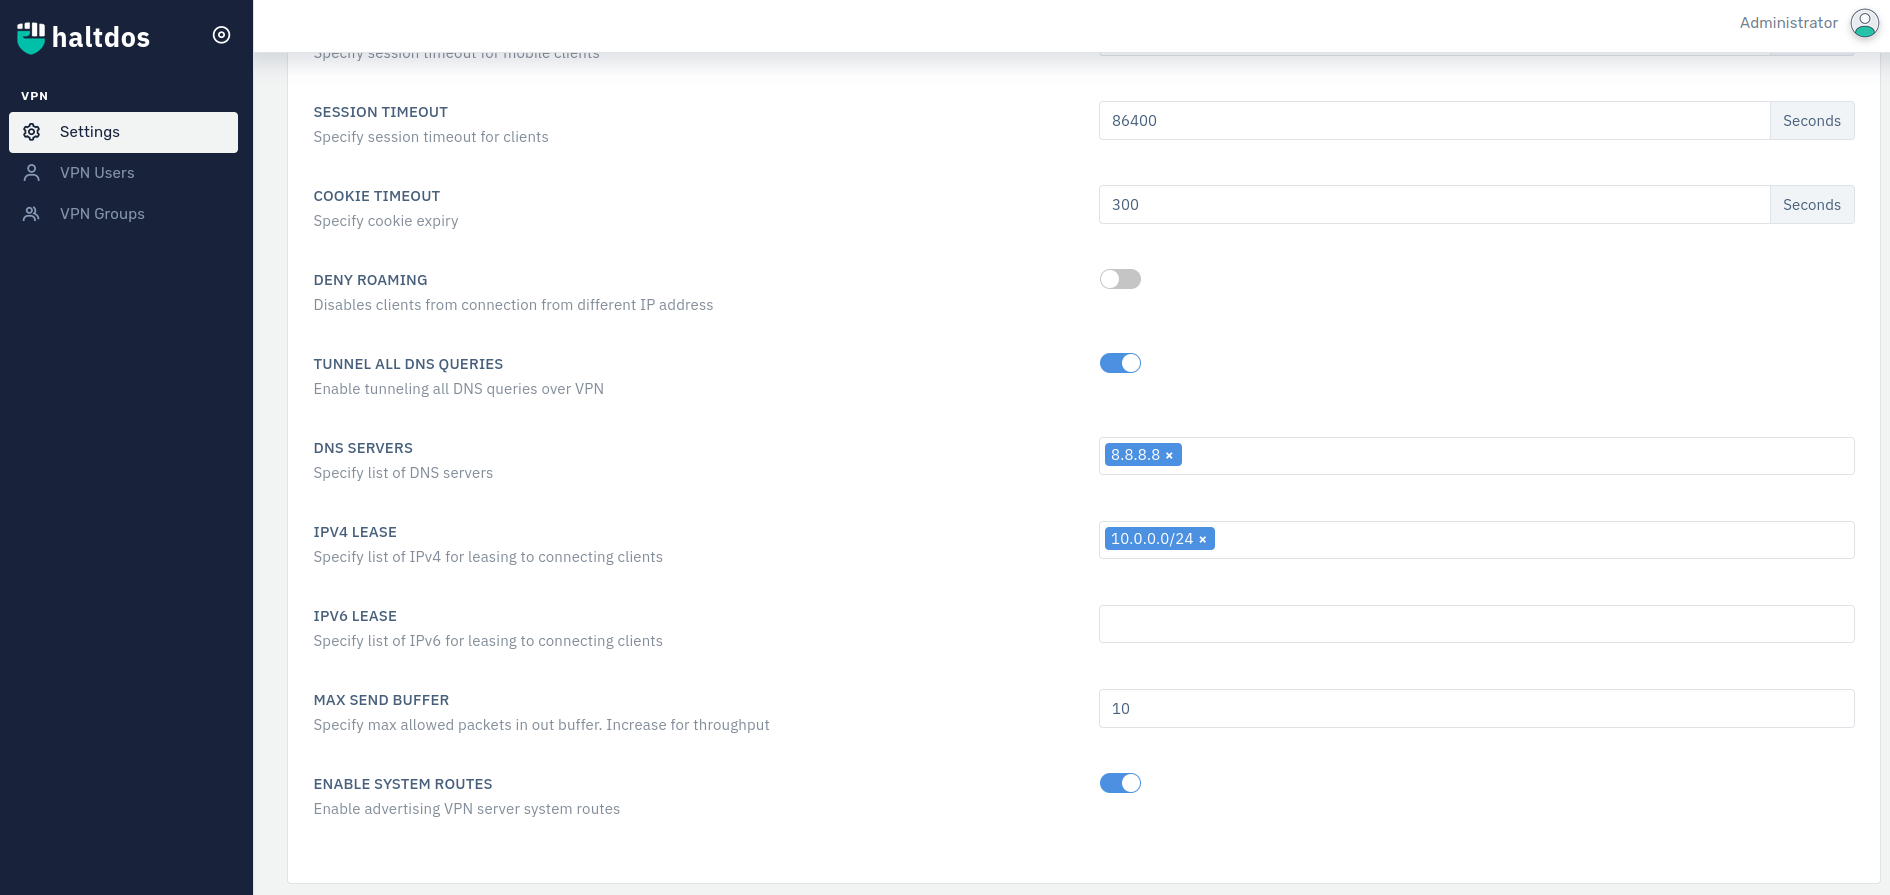 haltdos
Administrator
VPN
Settings
VPN Users
VPN Groups
Specify session timeout for mobile clients
SESSION TIMEOUT
Specify session timeout for clients
86400
Seconds
COOKIE TIMEOUT
Specify cookie expiry
300
Seconds
DENY ROAMING
Disables clients from connection from different IP address
TUNNEL ALL DNS QUERIES
Enable tunneling all DNS queries over VPN
DNS SERVERS
Specify list of DNS servers
8.8.8.8 ×
IPV4 LEASE
Specify list of IPv4 for leasing to connecting clients
10.0.0.0/24 ×
IPV6 LEASE
Specify list of IPv6 for leasing to connecting clients
MAX SEND BUFFER
Specify max allowed packets in out buffer. Increase for throughput
10
ENABLE SYSTEM ROUTES
Enable advertising VPN server system routes